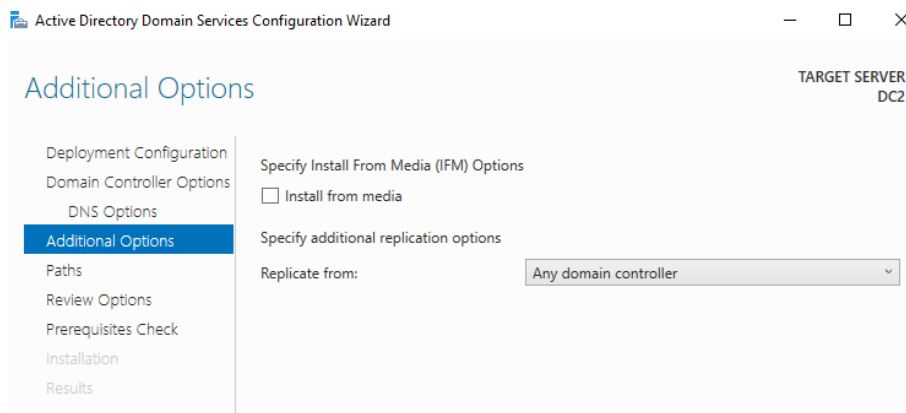 Active Directory Domain Services Configuration Wizard
Additional Options
TARGET SERVER
DC2
Deployment Configuration
Domain Controller Options
DNS Options
Additional Options
Paths
Review Options
Prerequisites Check
Installation
Results
Specify Install From Media (IFM) Options
Install from media
Specify additional replication options
Replicate from: Any domain controller